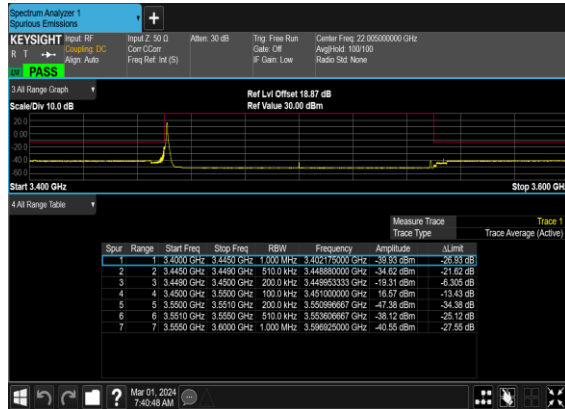 Spectrum Analyzer 1
Spurious Emissions
KEYSIGHT Input: RF Input Z: 50 Ω Atten: 30 dB Trig: Free Run Center Freq: 22.005000000 GHz
R T Coupling: DC Corr CCorr Gate: Off Avg|Hold: 100/100
Align: Auto Freq Ref: Int (S) IF Gain: Low Radio Std: None
PASS
3 All Range Graph Ref Lvl Offset 18.87 dB
Scale/Div 10.0 dB Ref Value 30.00 dBm
20.0
0.00
-20.0
-40.0
-60.0
Start 3.400 GHz Stop 3.600 GHz
4 All Range Table
Measure Trace Trace 1
Trace Type Trace Average (Active)
Spur Range Start Freq Stop Freq RBW Frequency Amplitude ΔLimit
1 1 3.4000 GHz 3.4450 GHz 1.000 MHz 3.402175000 GHz -39.93 dBm -26.93 dB
2 2 3.4450 GHz 3.4490 GHz 510.0 kHz 3.448880000 GHz -34.62 dBm -21.62 dB
3 3 3.4490 GHz 3.4500 GHz 200.0 kHz 3.449953333 GHz -19.31 dBm -6.305 dB
4 4 3.4500 GHz 3.5500 GHz 100.0 kHz 3.451000000 GHz 16.57 dBm -13.43 dB
5 5 3.5500 GHz 3.5510 GHz 200.0 kHz 3.550996667 GHz -47.38 dBm -34.38 dB
6 6 3.5510 GHz 3.5550 GHz 510.0 kHz 3.553606667 GHz -38.12 dBm -25.12 dB
7 7 3.5550 GHz 3.6000 GHz 1.000 MHz 3.596925000 GHz -40.55 dBm -27.55 dB
? Mar 01, 2024
7:40:48 AM